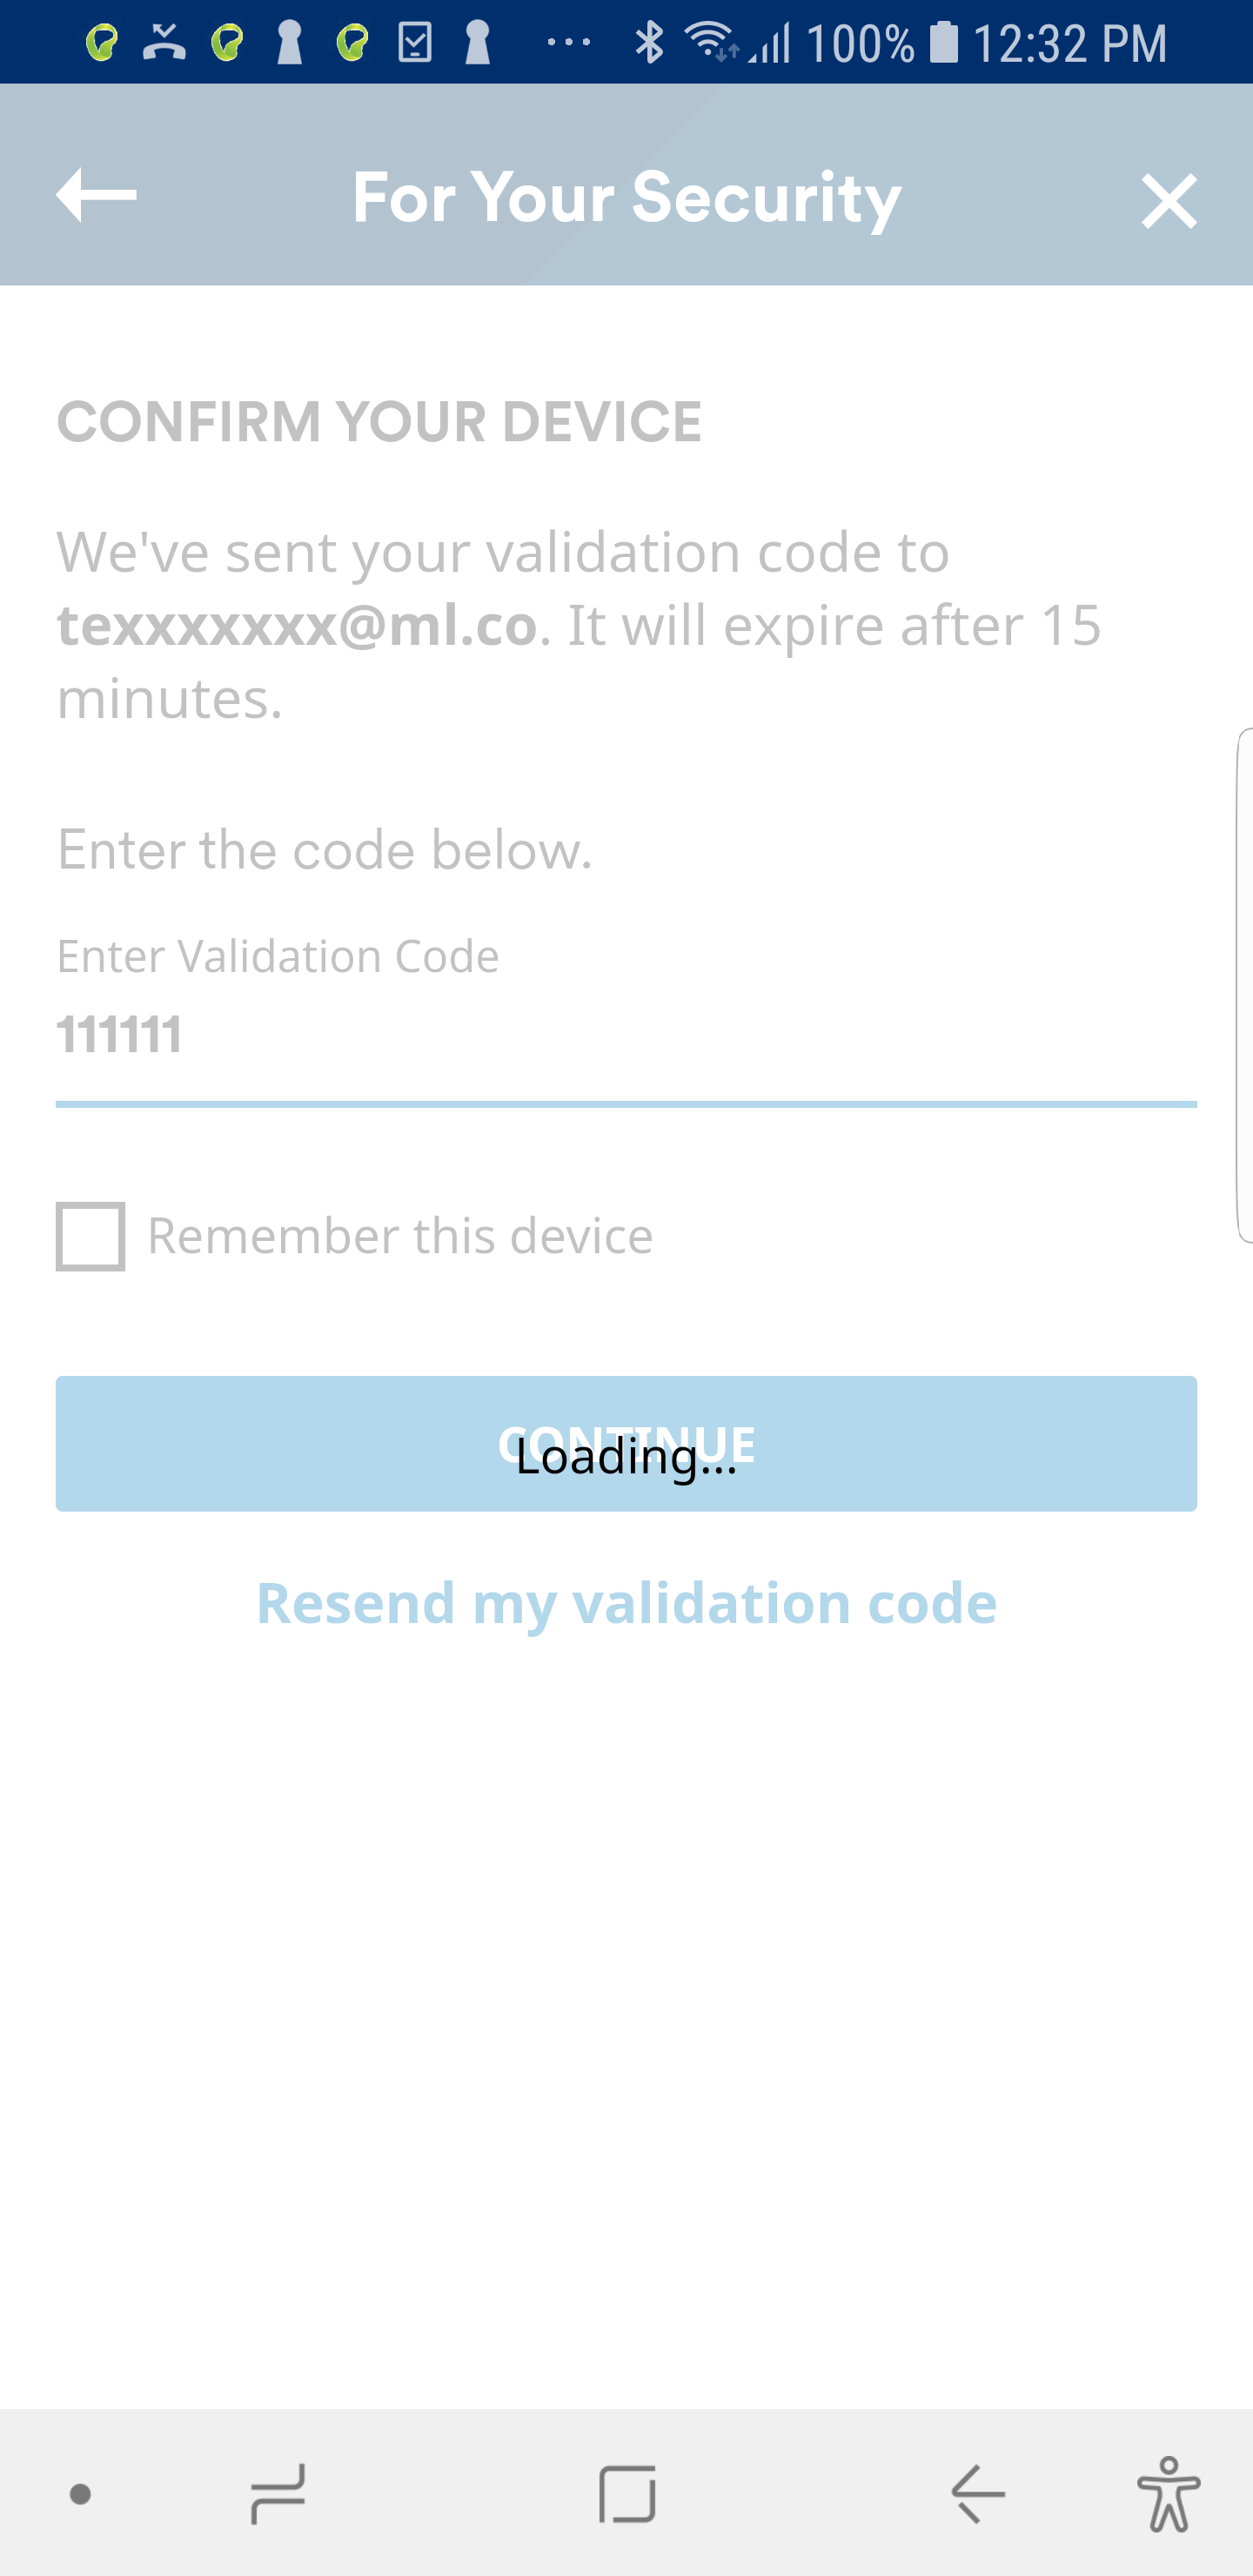 100% 12:32 PM
For Your Security
CONFIRM YOUR DEVICE
We've sent your validation code to
texxxxxxx@ml.co. It will expire after 15
minutes.
Enter the code below.
Enter Validation Code
111111
Remember this device
CONTINUE
Loading...
Resend my validation code